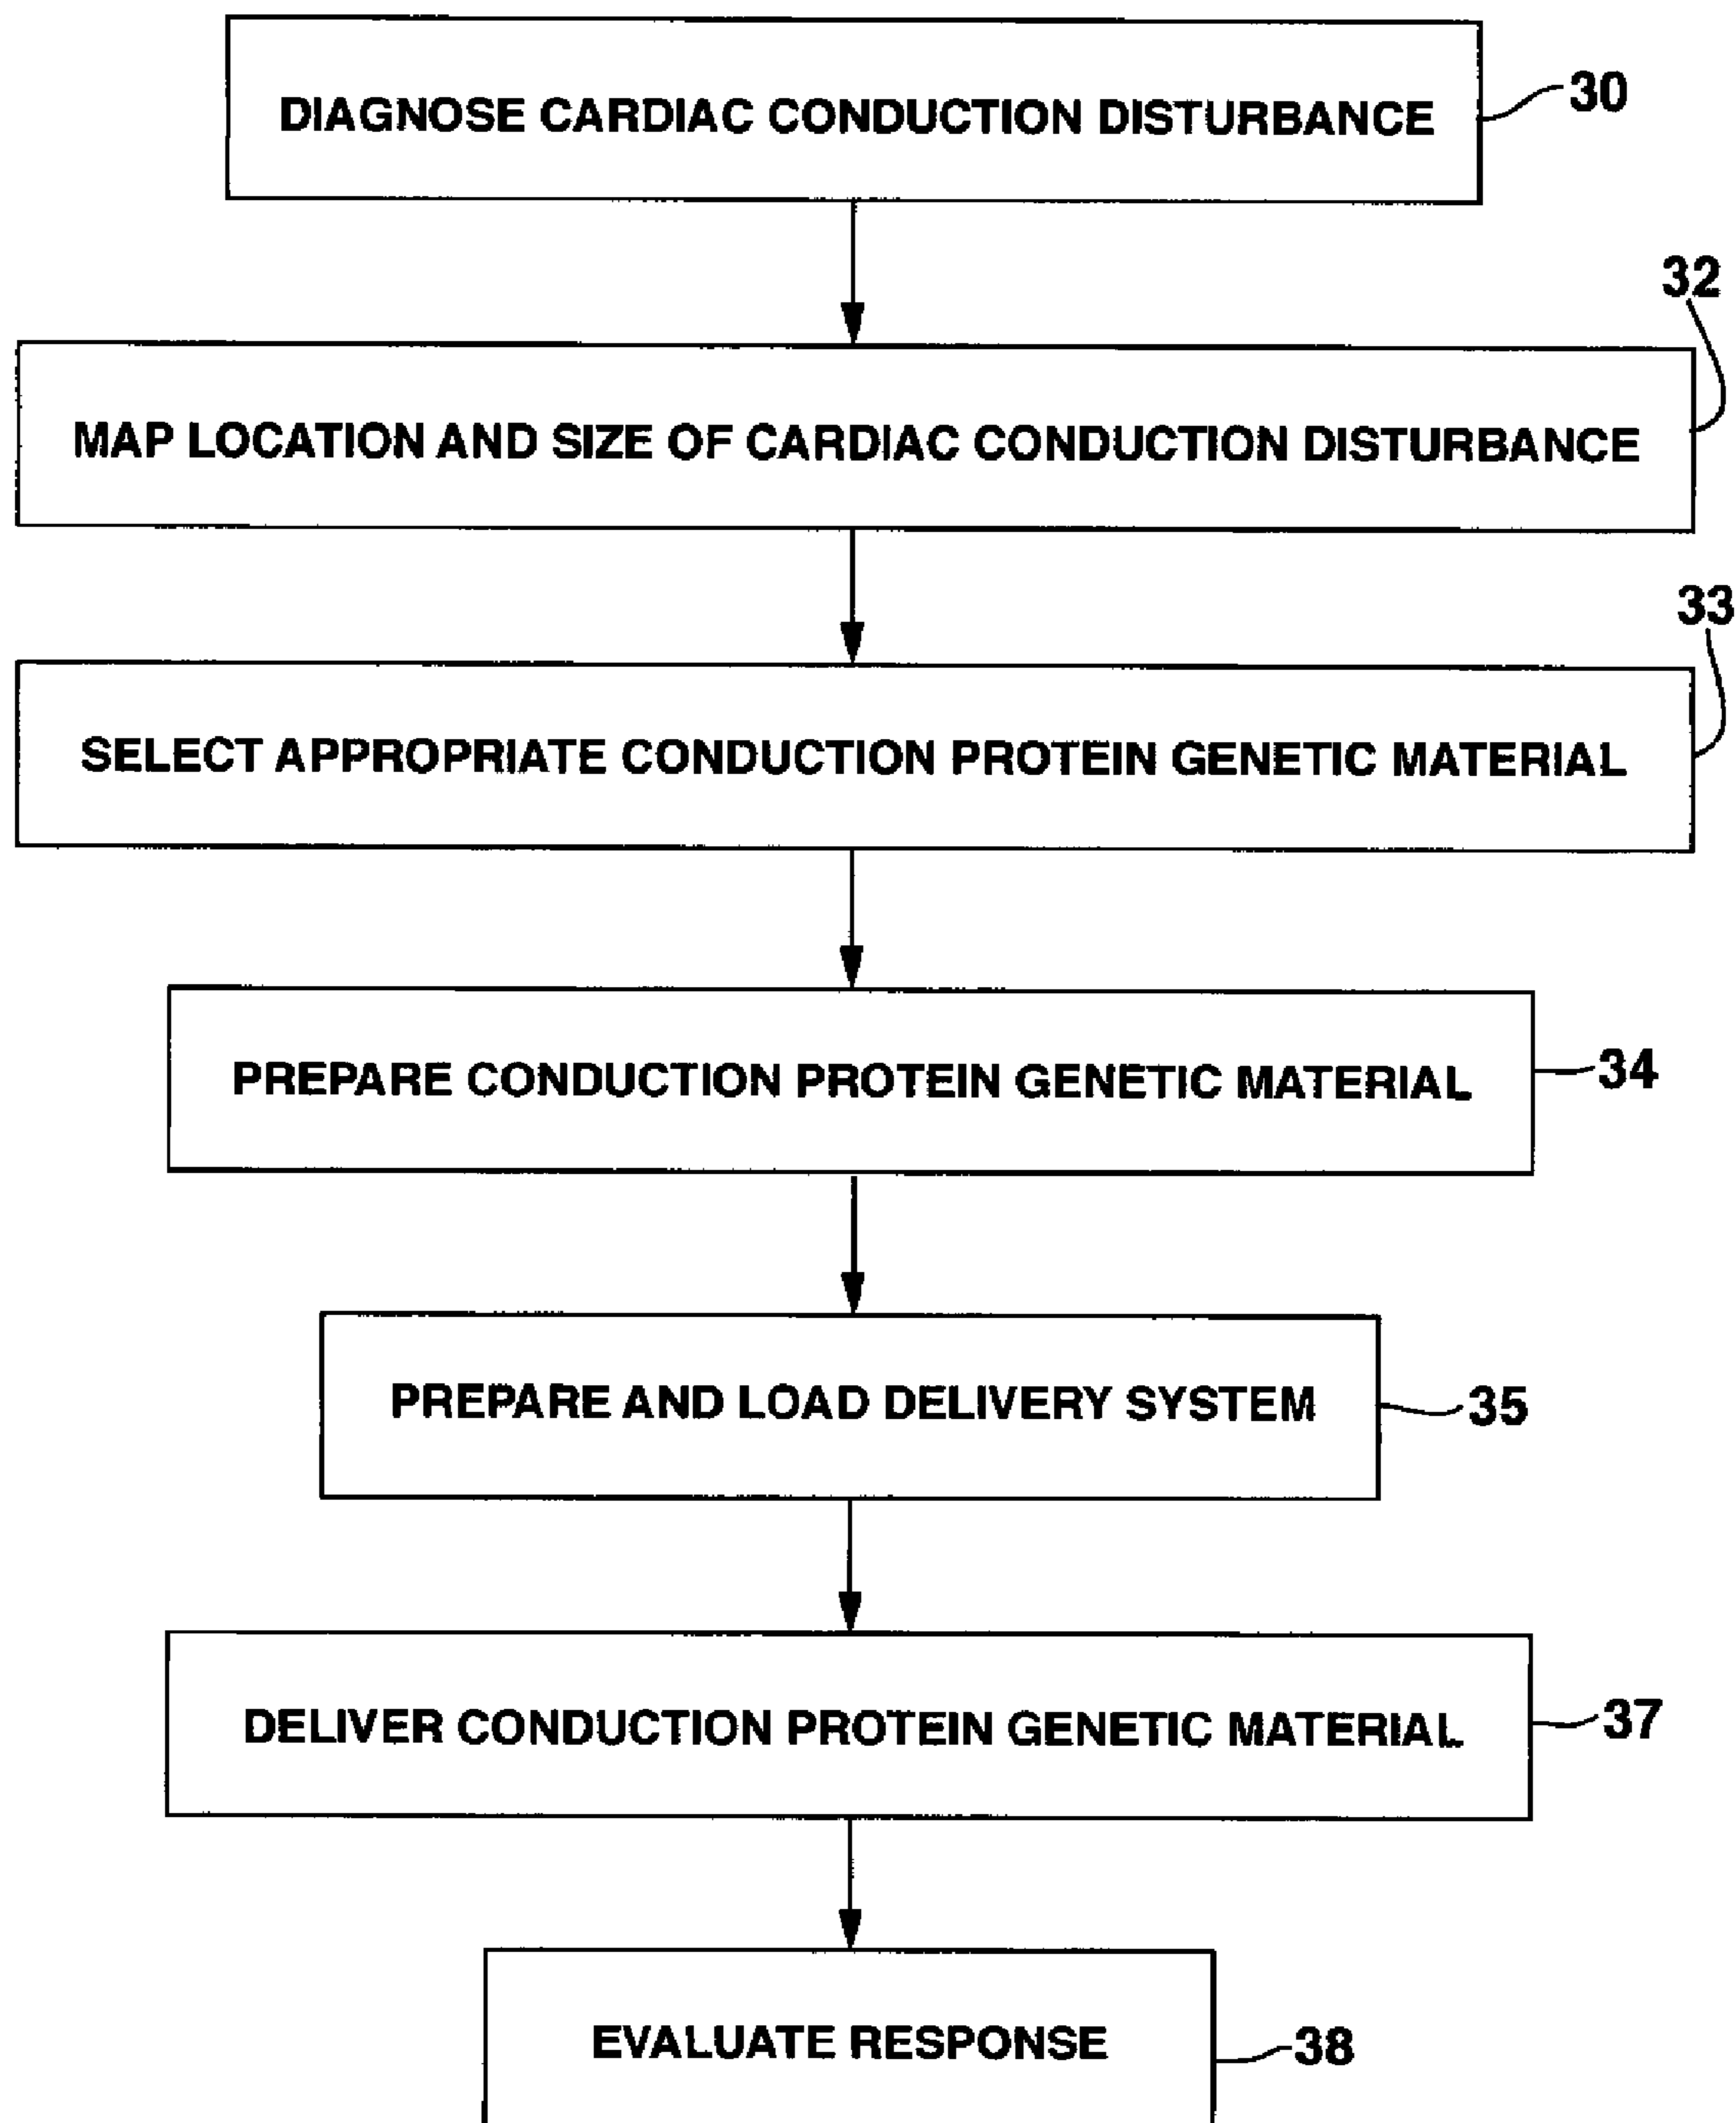 DIAGNOSE CARDIAC CONDUCTION DISTURBANCE
30
32
MAP LOCATION AND SIZE OF CARDIAC CONDUCTION DISTURBANCE
33
SELECT APPROPRIATE CONDUCTION PROTEIN GENETIC MATERIAL
PREPARE CONDUCTION PROTEIN GENETIC MATERIAL
34
PREPARE AND LOAD DELIVERY SYSTEM
35
DELIVER CONDUCTION PROTEIN GENETIC MATERIAL
37
EVALUATE RESPONSE
38